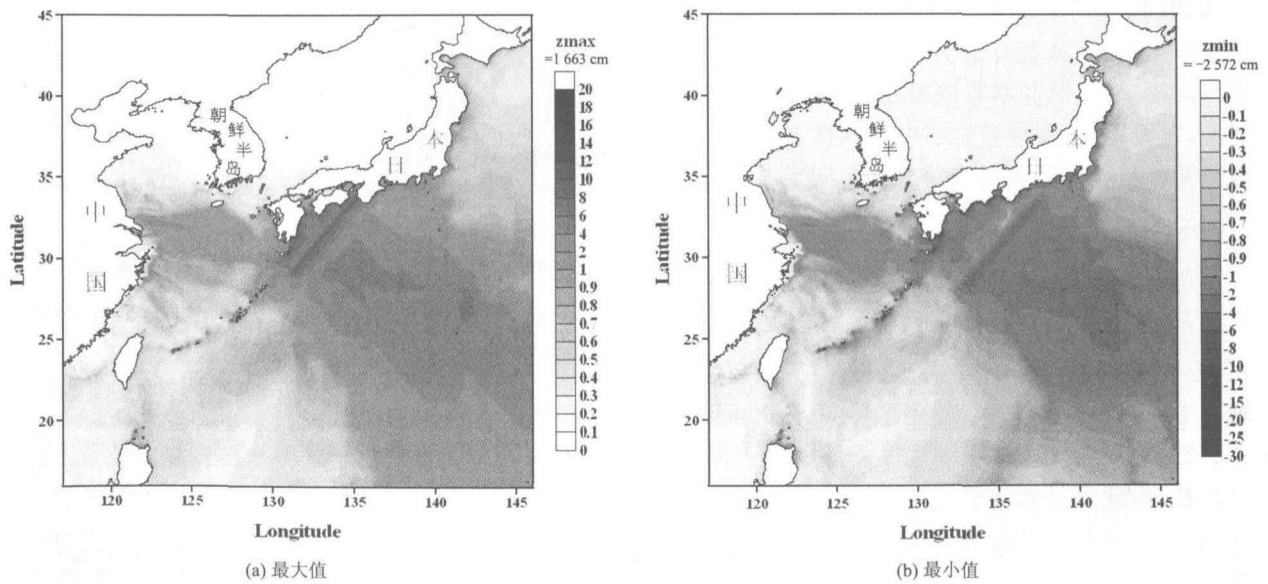 45
40
35
30
25
20
Latitude
120
125
130
135
140
145
Longitude
中
国
朝
鲜
半
岛
日
本
zmax
=1 663 cm
20
18
16
14
12
10
8
6
4
2
1
0.9
0.8
0.7
0.6
0.5
0.4
0.3
0.2
0.1
0
(a) 最大值
45
40
35
30
25
20
Latitude
120
125
130
135
140
145
Longitude
中
国
朝
鲜
半
岛
日
本
zmin
= −2 572 cm
0
-0.1
-0.2
-0.3
-0.4
-0.5
-0.6
-0.8
-0.9
-1
-2
-4
-6
-8
-10
-12
-15
-20
-25
-30
(b) 最小值